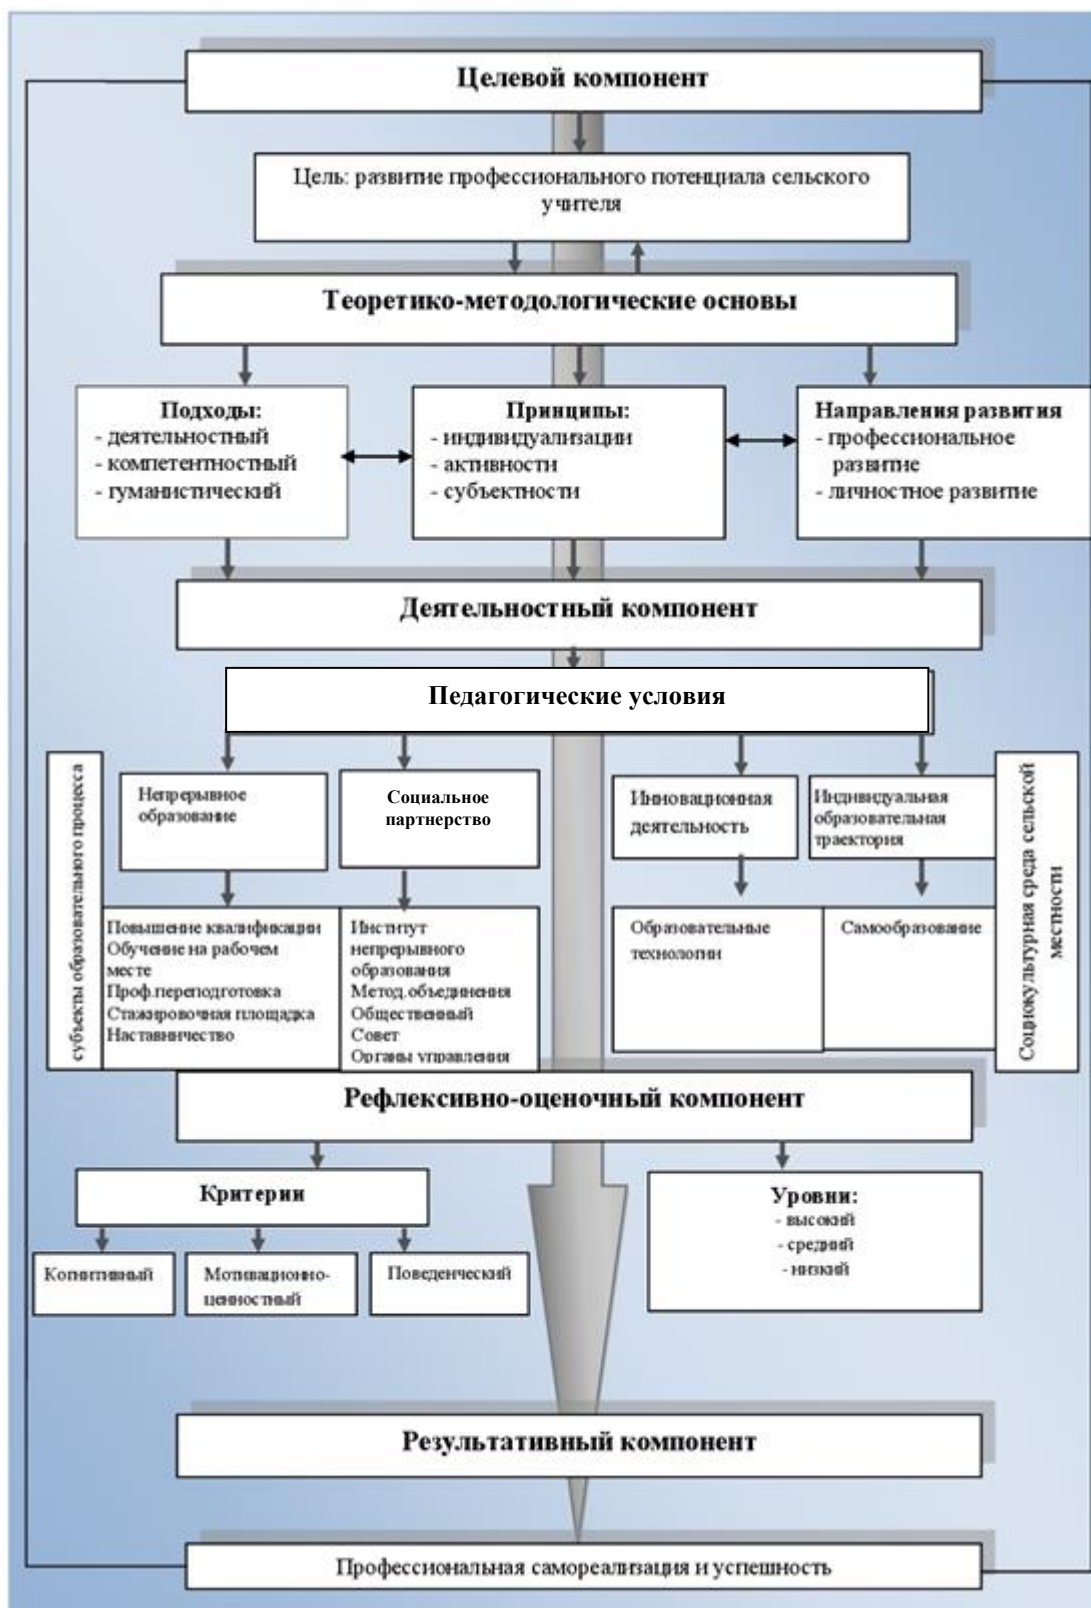 Целевой компонент
Цель: развитие профессионального потенциала сельского
учителя
Теоретико-методологические основы
Подходы:
- деятельностный
- компетентностный
- гуманистический
Принципы:
- индивидуализации
- активности
- субъектности
Направления развития
- профессиональное
развитие
- личностное развитие
Деятельностный компонент
Педагогические условия
субъекты образовательного процесса
Непрерывное
образование
Социальное
партнерство
Инновационная
деятельность
Индивидуальная
образовательная
траектория
Социокультурная среда сельской
местности
Повышение квалификации
Обучение на рабочем
месте
Проф.переподготовка
Стажировочная площадка
Наставничество
Институт
непрерывного
образования
Метод.объединения
Общественный
Совет
Органы управления
Образовательные
технологии
Самообразование
Рефлексивно-оценочный компонент
Критерии
Когнитивный
Мотивационно-
ценностный
Поведенческий
Уровни:
- высокий
- средний
- низкий
Результативный компонент
Профессиональная самореализация и успешность